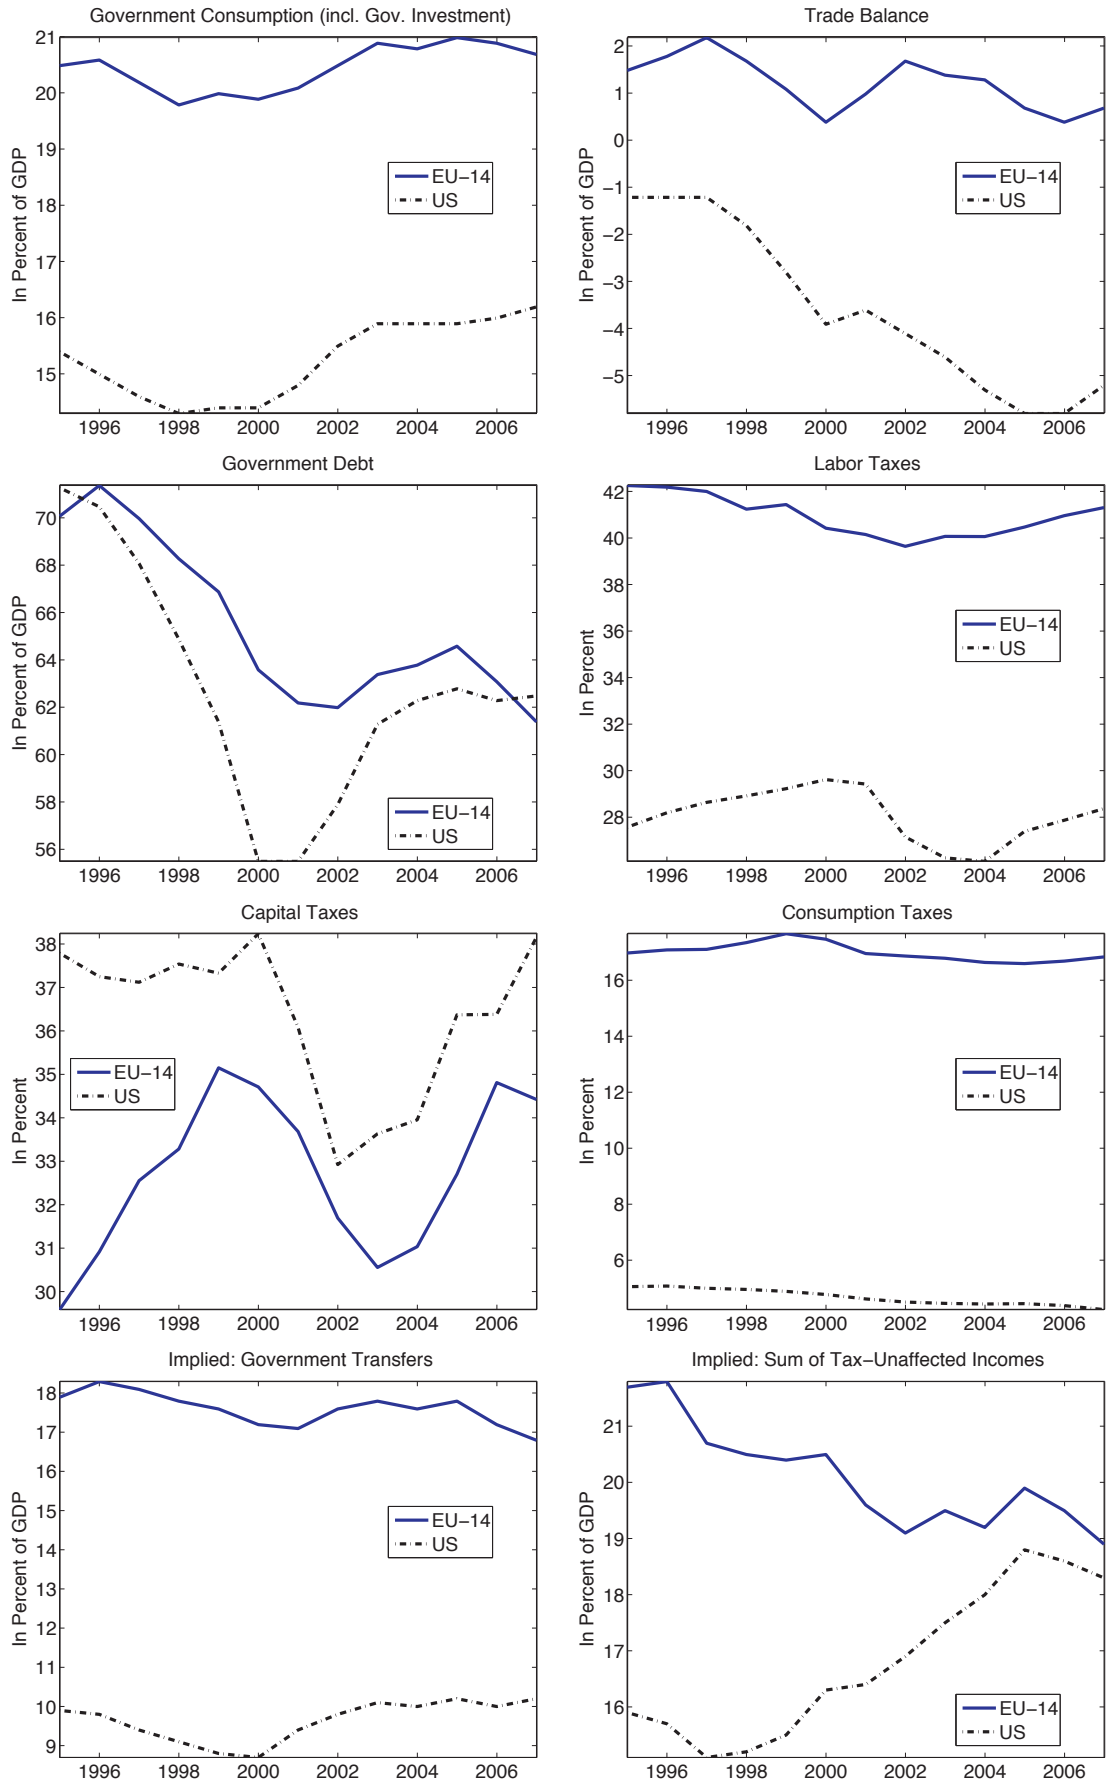 Government Consumption (incl. Gov. Investment)
21
20
19
18
17
16
15
In Percent of GDP
EU−14
US
1996 1998 2000 2002 2004 2006
Trade Balance
2
1
0
−1
−2
−3
−4
−5
In Percent of GDP
EU−14
US
1996 1998 2000 2002 2004 2006
Government Debt
70
68
66
64
62
60
58
56
In Percent of GDP
EU−14
US
1996 1998 2000 2002 2004 2006
Labor Taxes
42
40
38
36
34
32
30
28
In Percent
EU−14
US
1996 1998 2000 2002 2004 2006
Capital Taxes
38
37
36
35
34
33
32
31
30
In Percent
EU−14
US
1996 1998 2000 2002 2004 2006
Consumption Taxes
16
14
12
10
8
6
In Percent
EU−14
US
1996 1998 2000 2002 2004 2006
Implied: Government Transfers
18
17
16
15
14
13
12
11
10
9
In Percent of GDP
EU−14
US
1996 1998 2000 2002 2004 2006
Implied: Sum of Tax−Unaffected Incomes
21
20
19
18
17
16
In Percent of GDP
EU−14
US
1996 1998 2000 2002 2004 2006